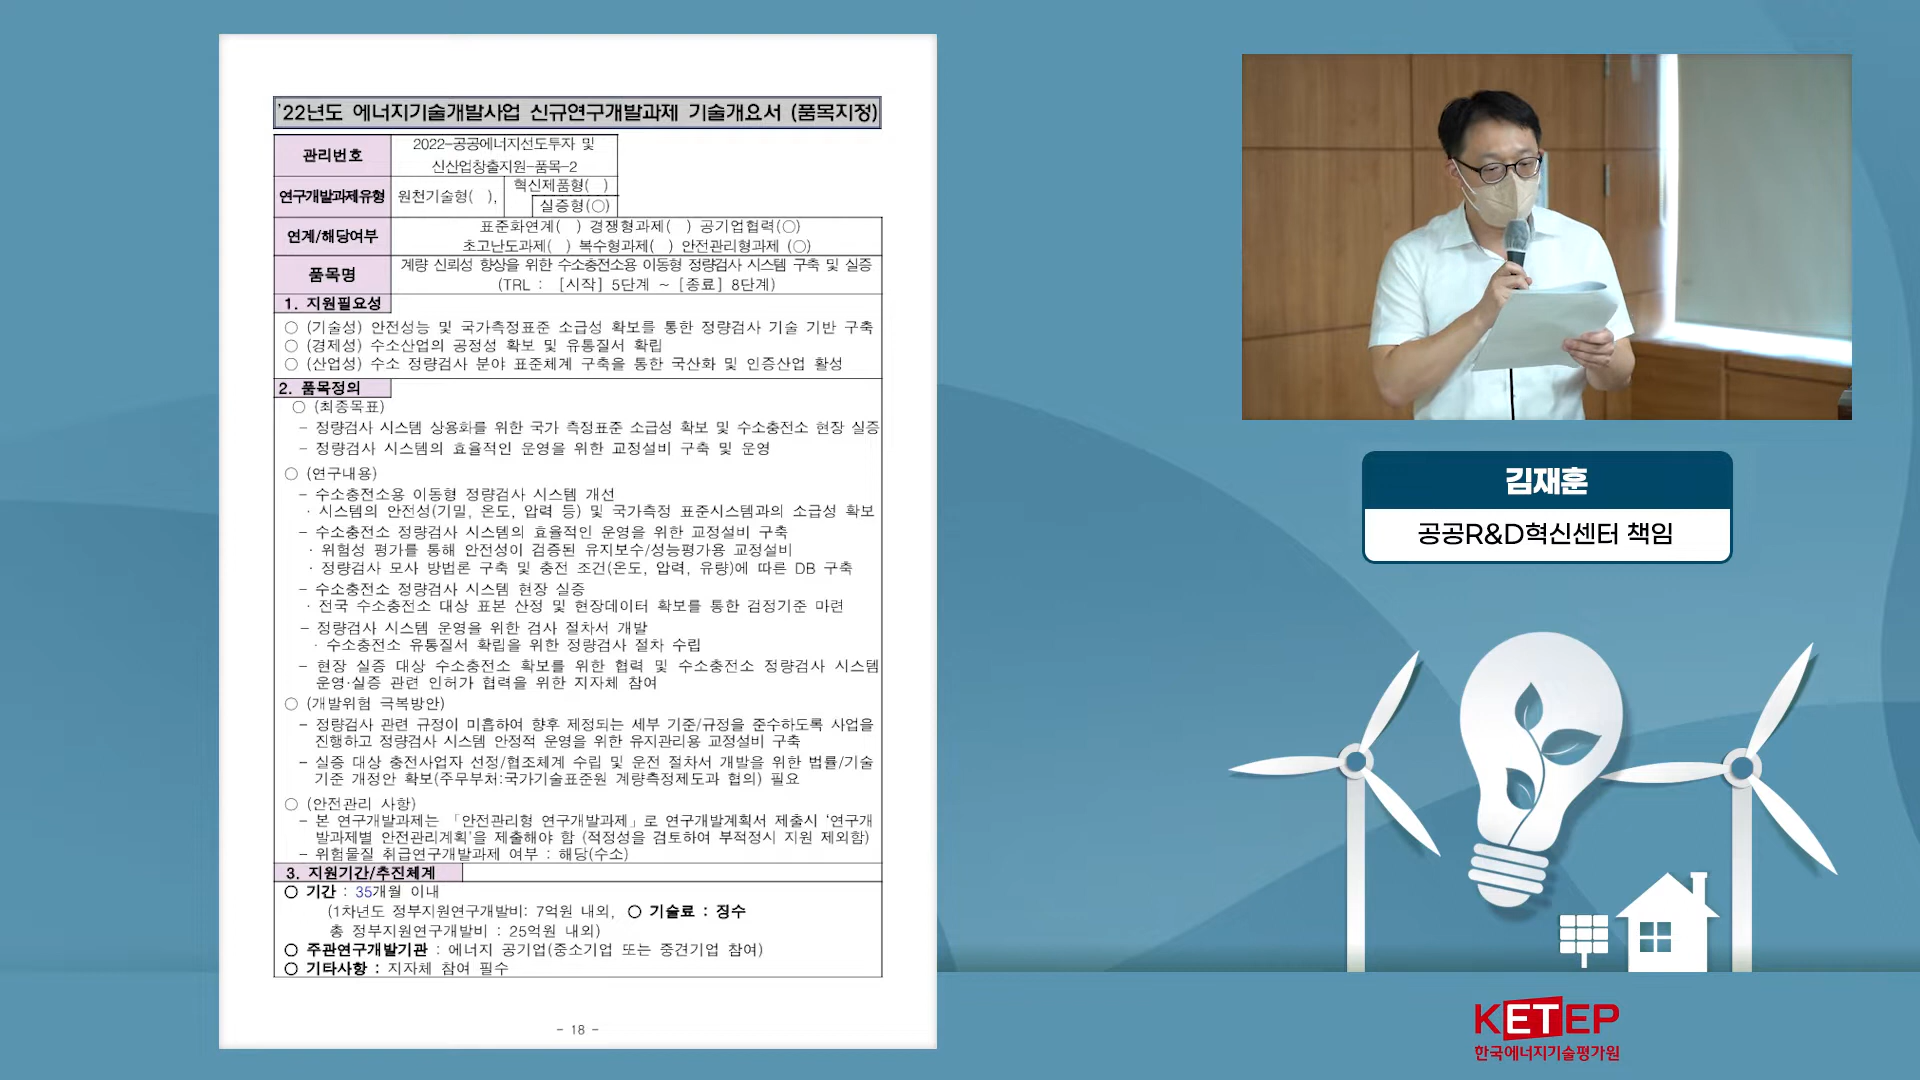 '22년도 에너지기술개발사업 신규연구개발과제 기술개요서 (품목지정)
관리번호
2022-공공에너지선도투자 및
신산업창출지원-품목-2
연구개발과제유형
원천기술형( ),
혁신제품형( )
실증형(○)
연계/해당여부
표준화연계( ) 경쟁형과제( ) 공기업협력(○)
초고난도과제( ) 복수형과제( ) 안전관리형과제 (○)
품목명
계량 신뢰성 향상을 위한 수소충전소용 이동형 정량검사 시스템 구축 및 실증
(TRL : [시작] 5단계 ~ [종료] 8단계)
1. 지원필요성
○ (기술성) 안전성능 및 국가측정표준 소급성 확보를 통한 정량검사 기술 기반 구축
○ (경제성) 수소산업의 공정성 확보 및 유통질서 확립
○ (산업성) 수소 정량검사 분야 표준체계 구축을 통한 국산화 및 인증산업 활성
2. 품목정의
○ (최종목표)
- 정량검사 시스템 상용화를 위한 국가 측정표준 소급성 확보 및 수소충전소 현장 실증
- 정량검사 시스템의 효율적인 운영을 위한 교정설비 구축 및 운영
○ (연구내용)
- 수소충전소용 이동형 정량검사 시스템 개선
· 시스템의 안전성(기밀, 온도, 압력 등) 및 국가측정 표준시스템과의 소급성 확보
- 수소충전소 정량검사 시스템의 효율적인 운영을 위한 교정설비 구축
· 위험성 평가를 통해 안전성이 검증된 유지보수/성능평가용 교정설비
· 정량검사 모사 방법론 구축 및 충전 조건(온도, 압력, 유량)에 따른 DB 구축
- 수소충전소 정량검사 시스템 현장 실증
· 전국 수소충전소 대상 표본 산정 및 현장데이터 확보를 통한 검정기준 마련
- 정량검사 시스템 운영을 위한 검사 절차서 개발
· 수소충전소 유통질서 확립을 위한 정량검사 절차 수립
- 현장 실증 대상 수소충전소 확보를 위한 협력 및 수소충전소 정량검사 시스템
운영·실증 관련 인허가 협력을 위한 지자체 참여
○ (개발위험 극복방안)
- 정량검사 관련 규정이 미흡하여 향후 제정되는 세부 기준/규정을 준수하도록 사업을
진행하고 정량검사 시스템 안정적 운영을 위한 유지관리용 교정설비 구축
- 실증 대상 충전사업자 선정/협조체계 수립 및 운전 절차서 개발을 위한 법률/기술
기준 개정안 확보(주무부처:국가기술표준원 계량측정제도과 협의) 필요
○ (안전관리 사항)
- 본 연구개발과제는 「안전관리형 연구개발과제」로 연구개발계획서 제출시 '연구개
발과제별 안전관리계획'을 제출해야 함 (적정성을 검토하여 부적정시 지원 제외함)
- 위험물질 취급연구개발과제 여부 : 해당(수소)
3. 지원기간/추진체계
○ 기간 : 35개월 이내
(1차년도 정부지원연구개발비: 7억원 내외, ○ 기술료 : 징수
총 정부지원연구개발비 : 25억원 내외)
○ 주관연구개발기관 : 에너지 공기업(중소기업 또는 중견기업 참여)
○ 기타사항 : 지자체 참여 필수
- 18 -
김재훈
공공R&D혁신센터 책임
KETEP
한국에너지기술평가원